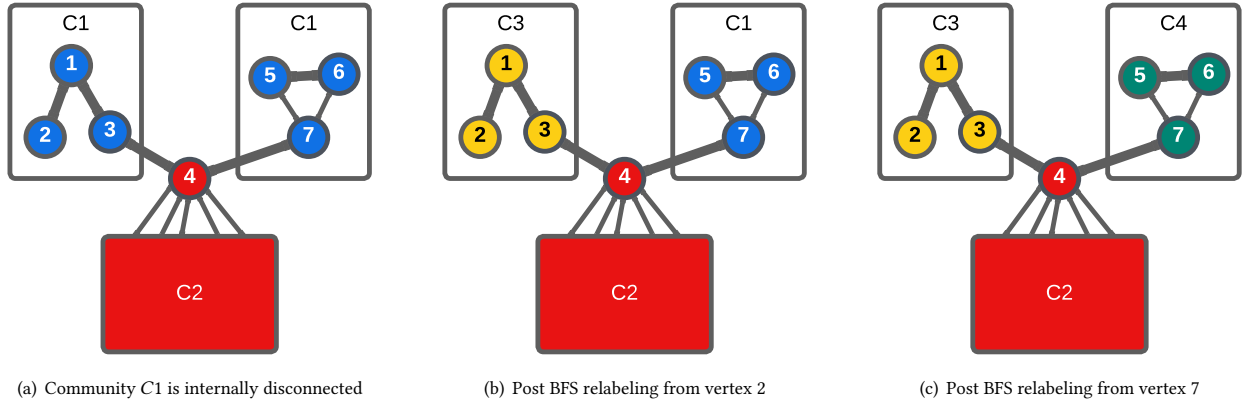 C1
C1
1
2
3
5
6
7
4
C2
(a) Community C1 is internally disconnected
C3
C1
1
2
3
5
6
7
4
C2
(b) Post BFS relabeling from vertex 2
C3
C4
1
2
3
5
6
7
4
C2
(c) Post BFS relabeling from vertex 7